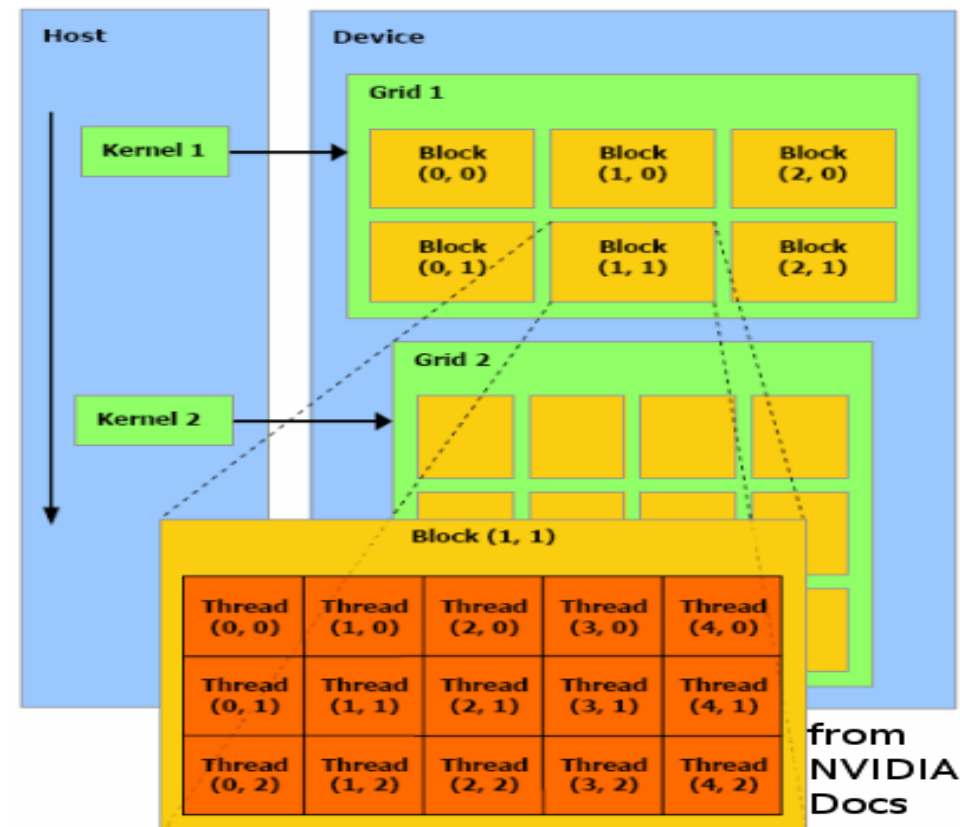 Host
Device
Grid 1
Kernel 1
Block
(0, 0)
Block
(1, 0)
Block
(2, 0)
Block
(0, 1)
Block
(1, 1)
Block
(2, 1)
Grid 2
Kernel 2
Block (1, 1)
Thread
(0, 0)
Thread
(1, 0)
Thread
(2, 0)
Thread
(3, 0)
Thread
(4, 0)
Thread
(0, 1)
Thread
(1, 1)
Thread
(2, 1)
Thread
(3, 1)
Thread
(4, 1)
Thread
(0, 2)
Thread
(1, 2)
Thread
(2, 2)
Thread
(3, 2)
Thread
(4, 2)
from
NVIDIA
Docs